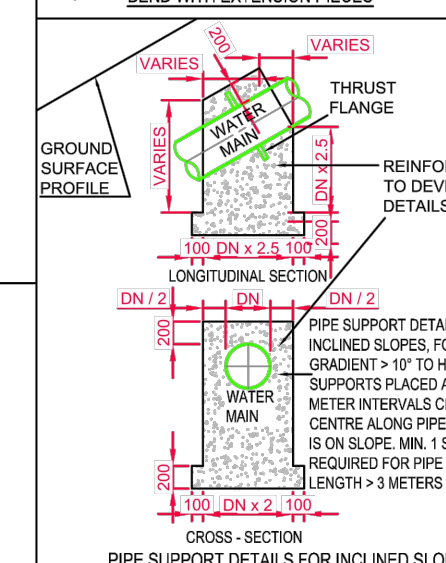 BEND WITH EXTENSION PIECES
200
VARIES
VARIES
THRUST
FLANGE
WATER
MAIN
GROUND
SURFACE
PROFILE
VARIES
DN x 2.5
REINFO
TO DEV
DETAILS
200
100 DN x 2.5 100
LONGITUDINAL SECTION
DN / 2 DN DN / 2
200
PIPE SUPPORT DETA
INCLINED SLOPES, FO
GRADIENT > 10° TO H
SUPPORTS PLACED A
METER INTERVALS C
CENTRE ALONG PIPE
IS ON SLOPE. MIN. 1 S
REQUIRED FOR PIPE
LENGTH > 3 METERS
WATER
MAIN
200
100 DN x 2 100
CROSS - SECTION
PIPE SUPPORT DETAILS FOR INCLINED SLO